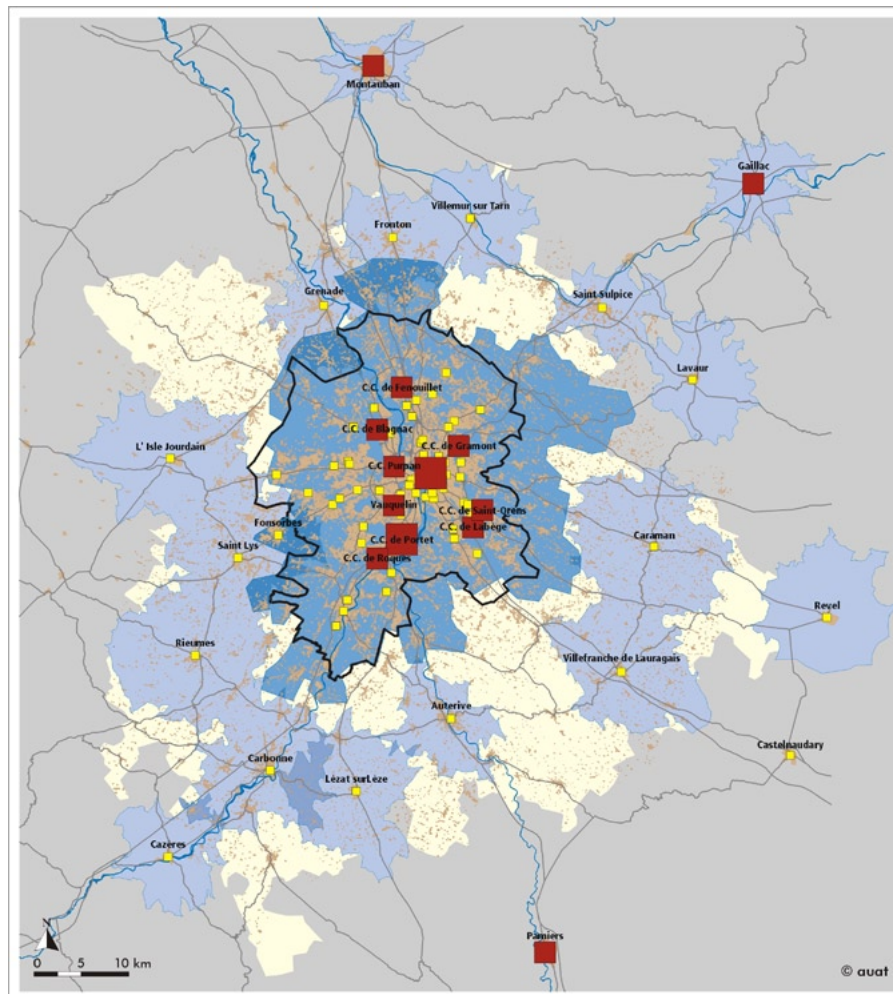 Montauban
Gaillac
Villemur sur Tarn
Fronton
Grenade
Saint Sulpice
Lavaur
C.C. de Fenouillet
C.C. de Blagnac
C.C. de Gramont
L' Isle Jourdain
C.C. Purpan
Vauquelin
C.C. de Saint-Orens
C.C. de Labège
Fonsorbes
C.C. de Portet
Caraman
Saint Lys
C.C. de Roques
Revel
Rieumes
Villefranche de Lauragais
Auterive
Castelnaudary
Carbonne
Lézat surLèze
Cazères
Pamiers
N
0 5 10 km
© auat